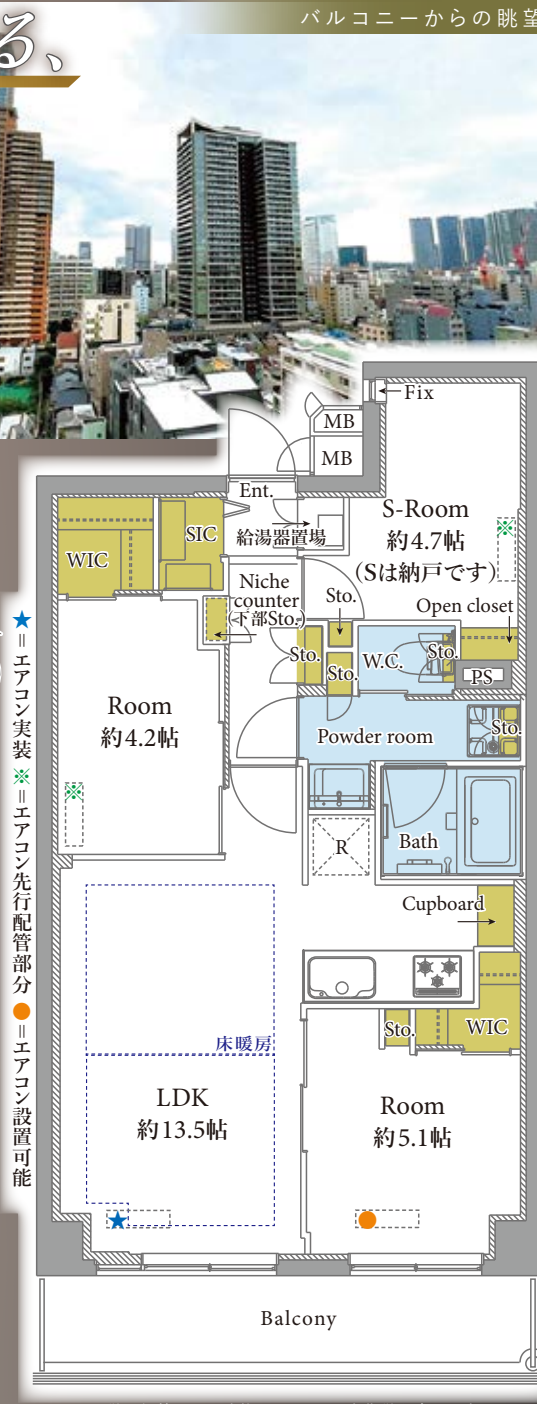 る、
バルコニーからの眺望
Fix
MB
MB
Ent.
給湯器置場
S-Room
約4.7帖
(Sは納戸です)
※
WIC
SIC
Niche
counter
(下部Sto.)
Sto.
Open closet
Sto.
Sto.
W.C.
Sto.
PS
Room
約4.2帖
※
Powder room
Sto.
R
Bath
Cupboard
床暖房
Sto.
WIC
LDK
約13.5帖
Room
約5.1帖
★
●
Balcony
★=エアコン実装 ※=エアコン先行配管部分 ●=エアコン設置可能